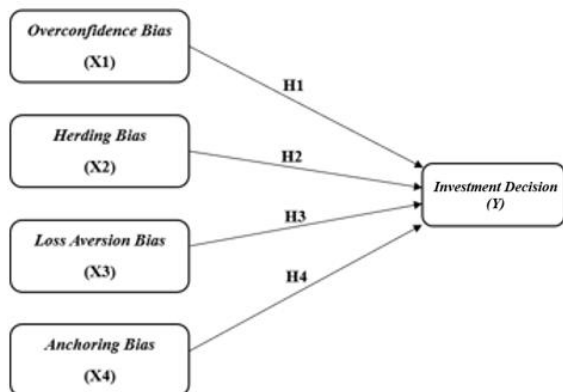 Overconfidence Bias
(X1)
H1
Herding Bias
(X2)
H2
Investment Decision
(Y)
H3
Loss Aversion Bias
(X3)
H4
Anchoring Bias
(X4)